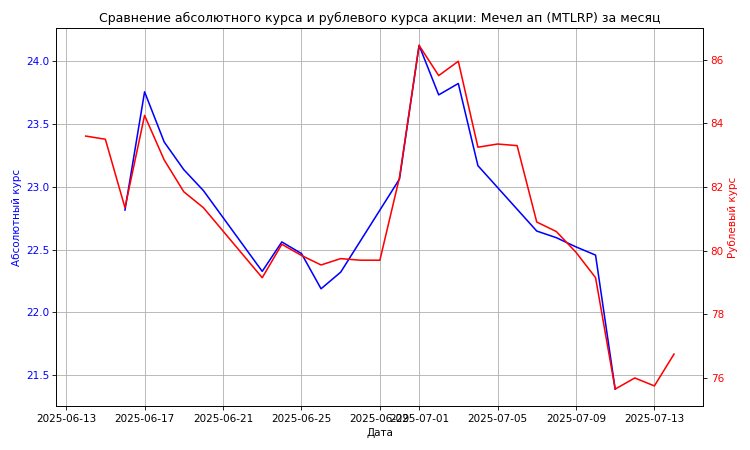 Сравнение абсолютного курса и рублевого курса акции: Мечел ап (MTLRP) за месяц
Абсолютный курс
24.0
23.5
23.0
22.5
22.0
21.5
86
84
82
80
78
76
Рублевый курс
2025-06-13 2025-06-17 2025-06-21 2025-06-25 2025-06-29 2025-07-01 2025-07-05 2025-07-09 2025-07-13
Дата